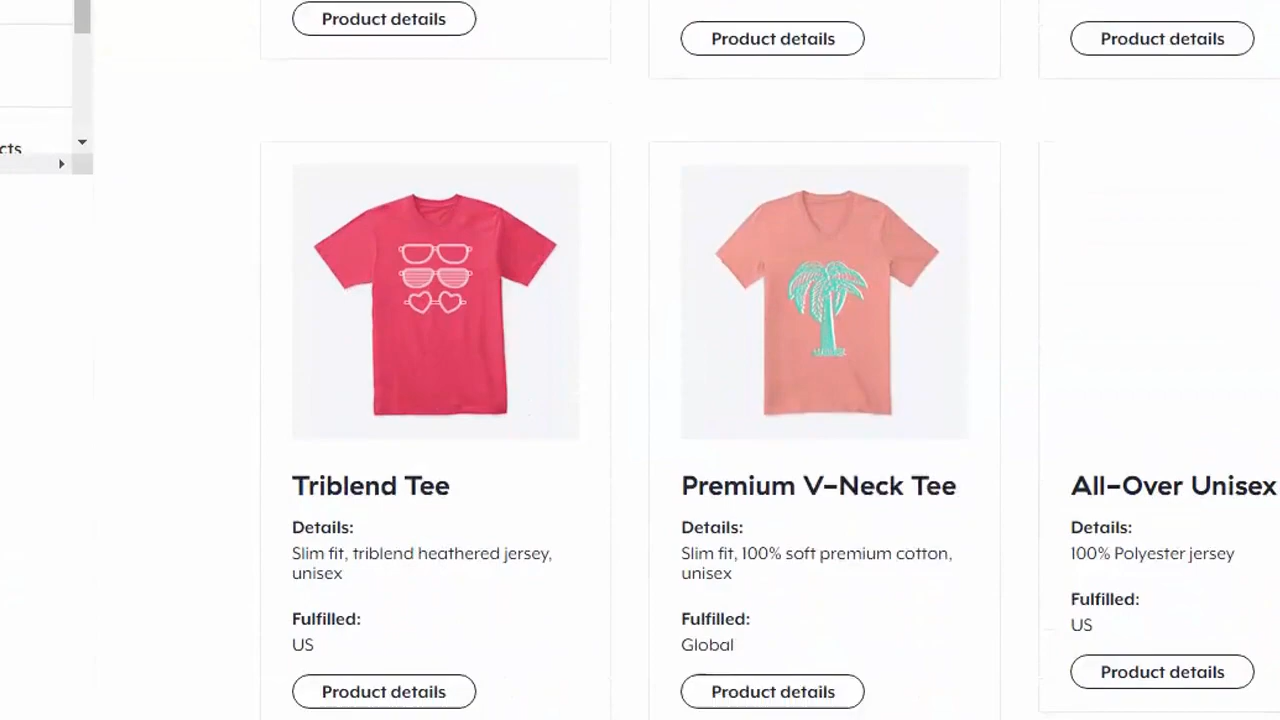 Product details
Product details
Product details
cts
Triblend Tee
Details:
Slim fit, triblend heathered jersey,
unisex
Fulfilled:
US
Product details
Premium V-Neck Tee
Details:
Slim fit, 100% soft premium cotton,
unisex
Fulfilled:
Global
Product details
All-Over Unisex
Details:
100% Polyester jersey
Fulfilled:
US
Product details